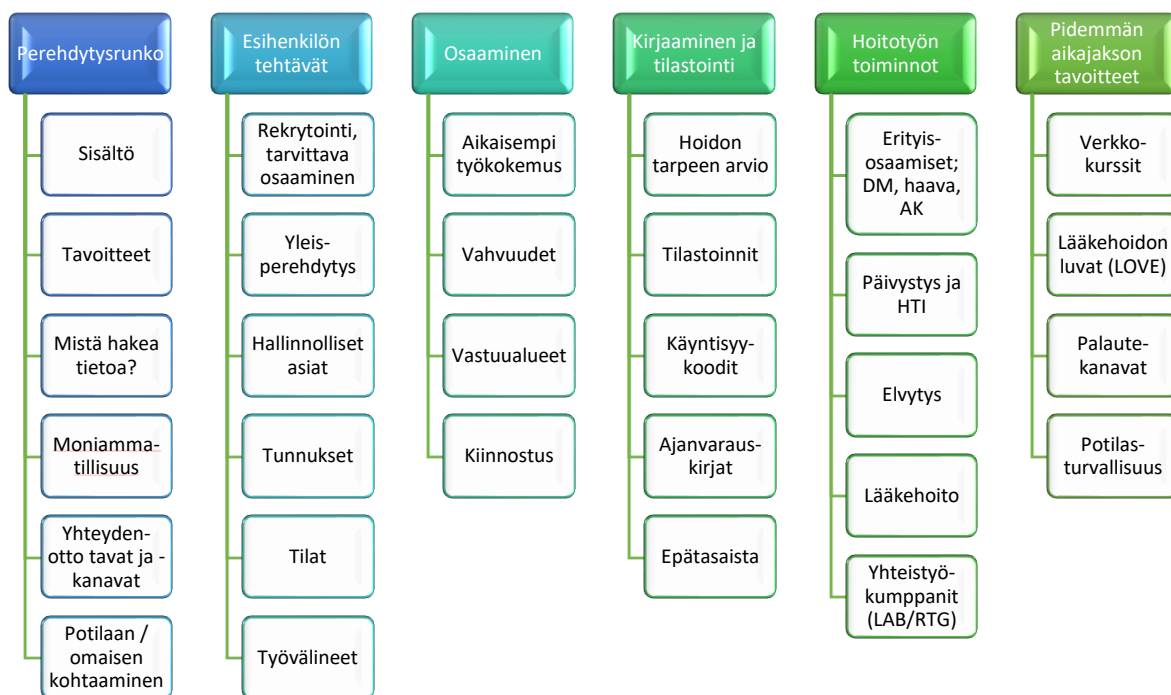 Perehdytysrunko
Sisältö
Tavoitteet
Mistä hakea
tietoa?
Moniamma-
tillisuus
Yhteyden-
otto tavat ja -
kanavat
Potilaan /
omaisen
kohtaaminen
Esihenkilön
tehtävät
Rekrytointi,
tarvittava
osaaminen
Yleis-
perehdytys
Hallinnolliset
asiat
Tunnukset
Tilat
Työvälineet
Osaaminen
Aikaisempi
työkokemus
Vahvuudet
Vastuualueet
Kiinnostus
Kirjaaminen ja
tilastointi
Hoidon
tarpeen arvio
Tilastoinnit
Käyntisyy-
koodit
Ajanvaraus-
kirjat
Epätasaista
Hoitotyön
toiminnot
Erityis-
osaamiset;
DM, haava,
AK
Päivystys ja
HTI
Elvytys
Lääkehoito
Yhteistyö-
kumppanit
(LAB/RTG)
Pidemmän
aikajakson
tavoitteet
Verkko-
kurssit
Lääkehoidon
luvat (LOVE)
Palaute-
kanavat
Potilas-
turvallisuus